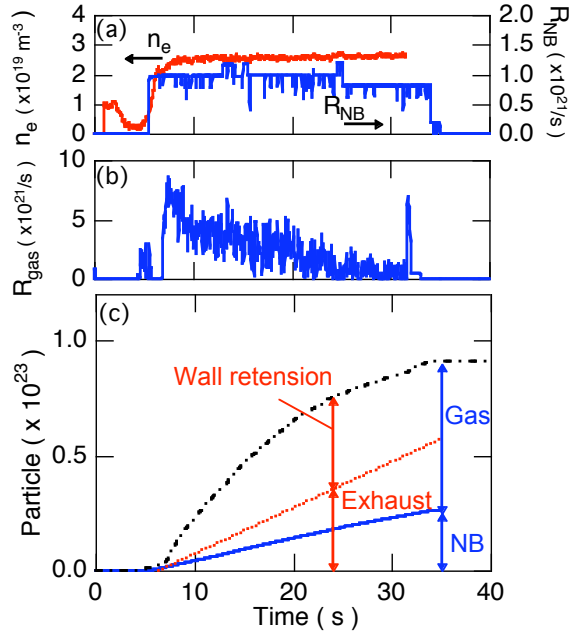 (a)
n_e
R_NB
4
3
2
1
0
n_e (x10^19 m^-3)
2.0
1.5
1.0
0.5
0.0
R_NB (x10^21/s)
(b)
10
5
0
R_gas (x10^21/s)
(c)
Wall retension
Gas
Exhaust
NB
1.0
0.5
0.0
Particle ( x 10^23)
0 10 20 30 40
Time ( s )